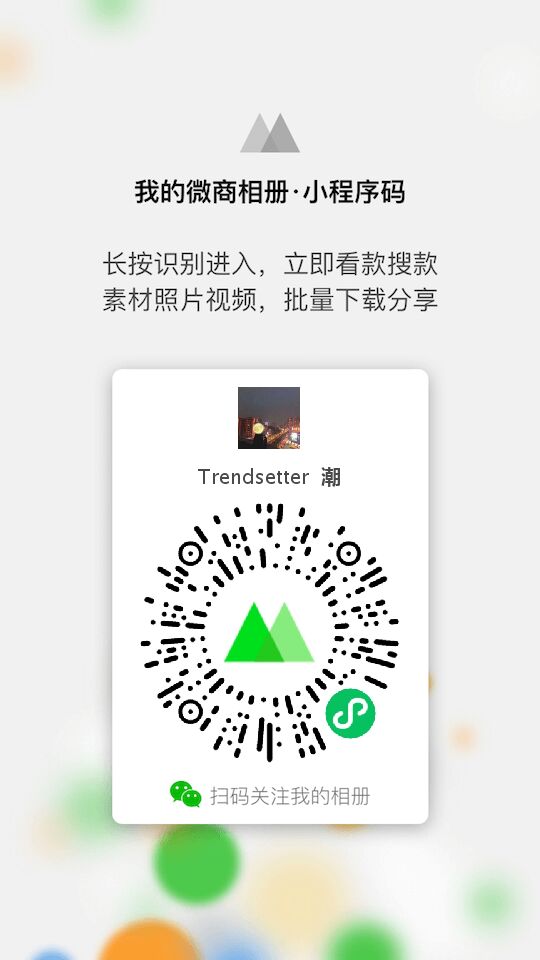 我的微商相册·小程序码
长按识别进入，立即看款搜款
素材照片视频，批量下载分享
Trendsetter 潮
扫码关注我的相册